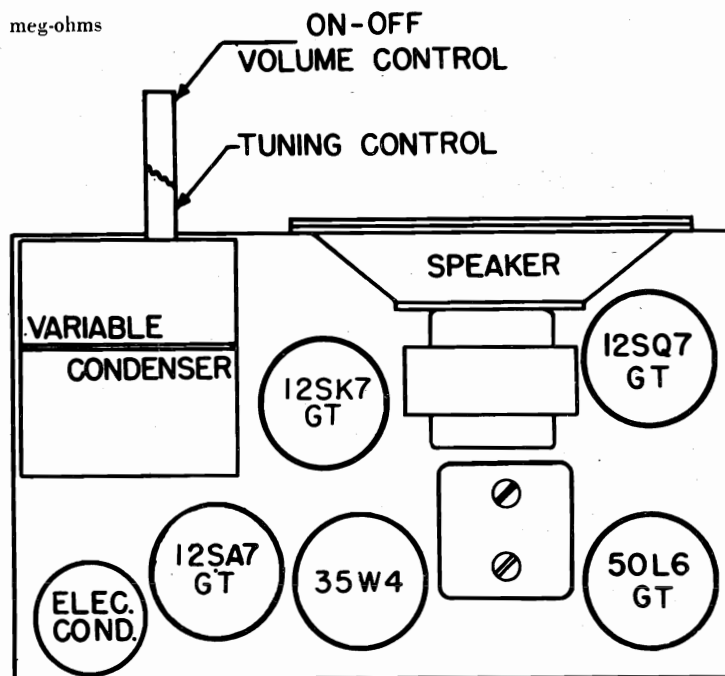 meg-ohms
ON-OFF
VOLUME CONTROL
TUNING CONTROL
SPEAKER
VARIABLE
CONDENSER
12SK7
GT
12SQ7
GT
12SA7
GT
35W4
50L6
GT
ELEC.
COND.